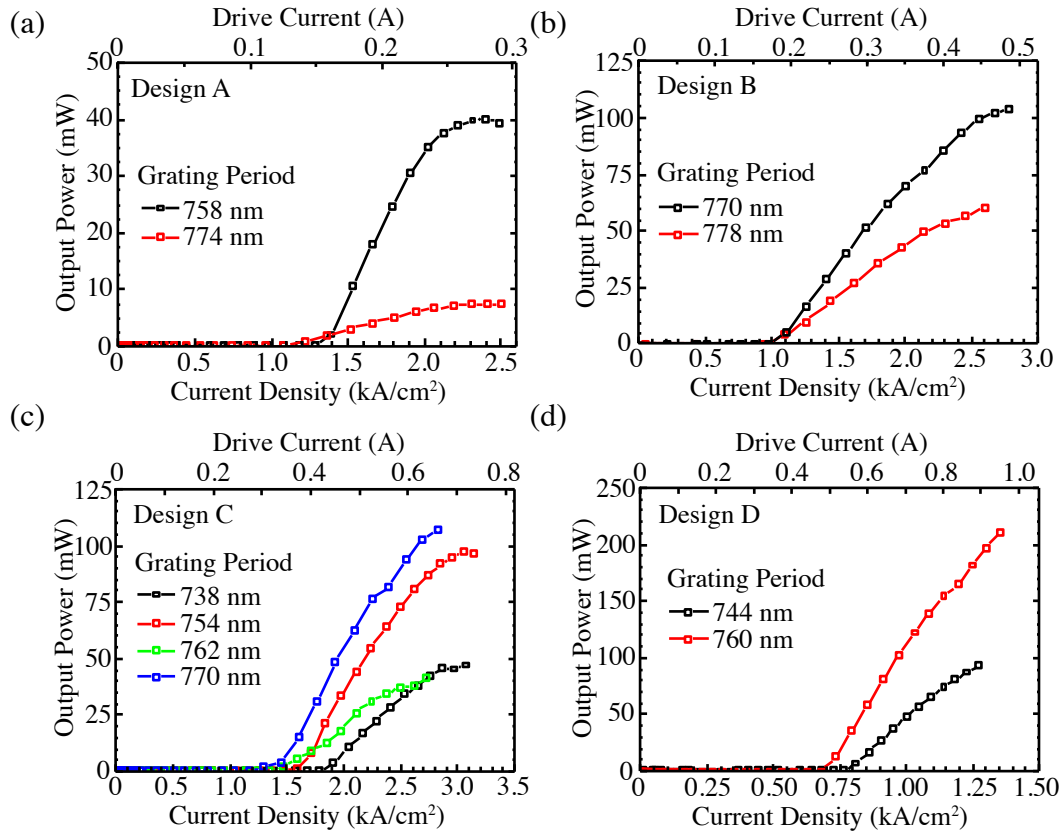 (a)
Drive Current (A)
0 0.1 0.2 0.3
50
40
30
20
10
0
Output Power (mW)
Design A
Grating Period
758 nm
774 nm
0 0.5 1.0 1.5 2.0 2.5
Current Density (kA/cm²)
(b)
Drive Current (A)
0 0.1 0.2 0.3 0.4 0.5
125
100
75
50
25
0
Output Power (mW)
Design B
Grating Period
770 nm
778 nm
0 0.5 1.0 1.5 2.0 2.5 3.0
Current Density (kA/cm²)
(c)
Drive Current (A)
0 0.2 0.4 0.6 0.8
125
100
75
50
25
0
Output Power (mW)
Design C
Grating Period
738 nm
754 nm
762 nm
770 nm
0 0.5 1.0 1.5 2.0 2.5 3.0 3.5
Current Density (kA/cm²)
(d)
Drive Current (A)
0 0.2 0.4 0.6 0.8 1.0
250
200
150
100
50
0
Output Power (mW)
Design D
Grating Period
744 nm
760 nm
0 0.25 0.50 0.75 1.00 1.25 1.50
Current Density (kA/cm²)